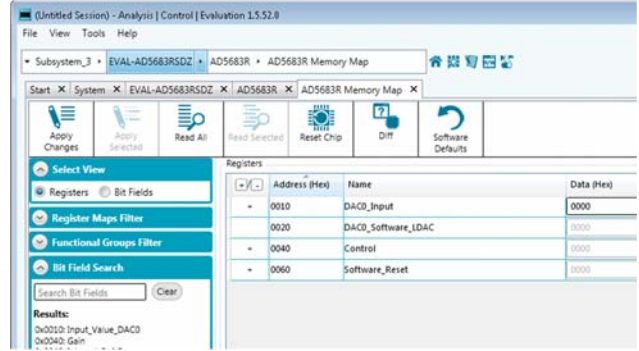 (Untitled Session) - Analysis | Control | Evaluation 1.5.52.0
File View Tools Help
Subsystem_3 EVAL-AD5683RSDZ AD5683R AD5683R Memory Map
Start System EVAL-AD5683RSDZ AD5683R AD5683R Memory Map
Apply Changes
Apply Selected
Read All
Read Selected
Reset Chip
Diff
Software Defaults
Select View
Registers Bit Fields
Register Maps Filter
Functional Groups Filter
Bit Field Search
Search Bit Fields Clear
Results:
0x0010: Input_Value_DAC0
0x0040: Gain
Registers
+/- Address (Hex) Name Data (Hex)
+ 0010 DAC0_Input 0000
0020 DAC0_Software_LDAC 0000
+ 0040 Control 0000
+ 0060 Software_Reset 0000